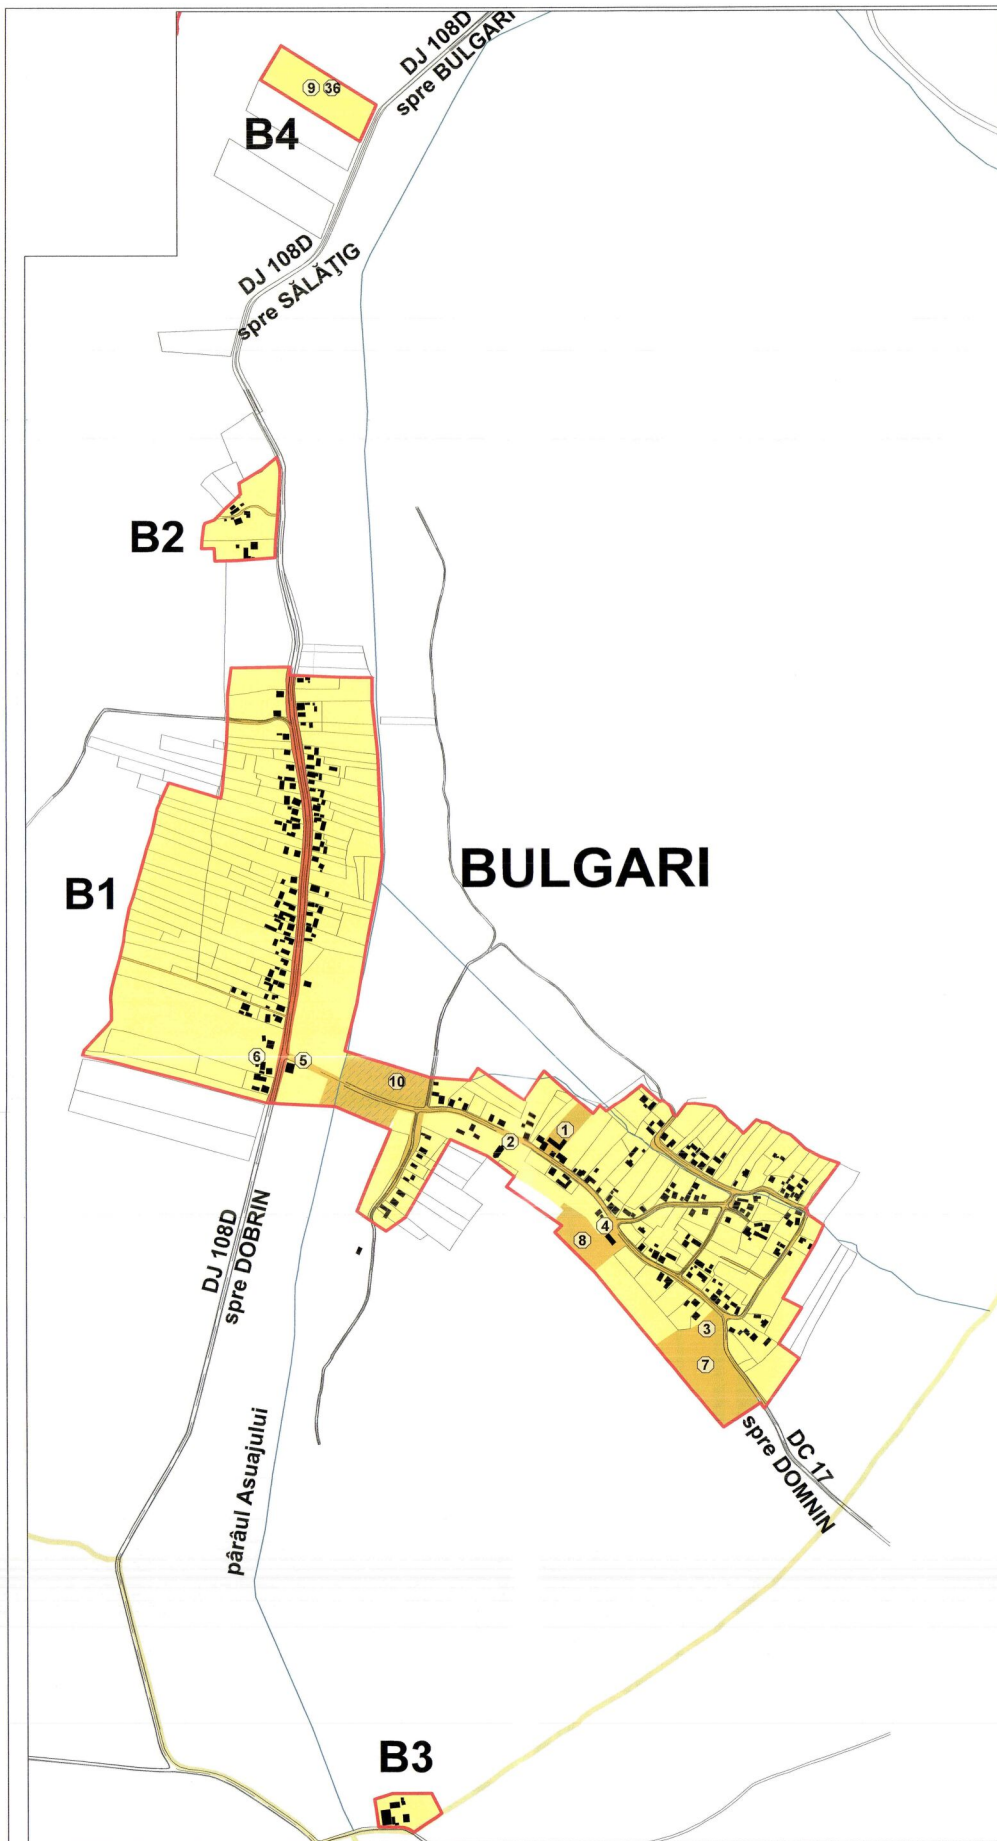 DJ 108D
spre BULGARI
9 36
B4
DJ 108D
spre SĂLĂŢIG
B2
BULGARI
B1
6
5
10
1
2
4
8
3
7
DJ 108D
spre DOBRIN
pârâul Asuajului
DC 17
spre DOMNIN
B3